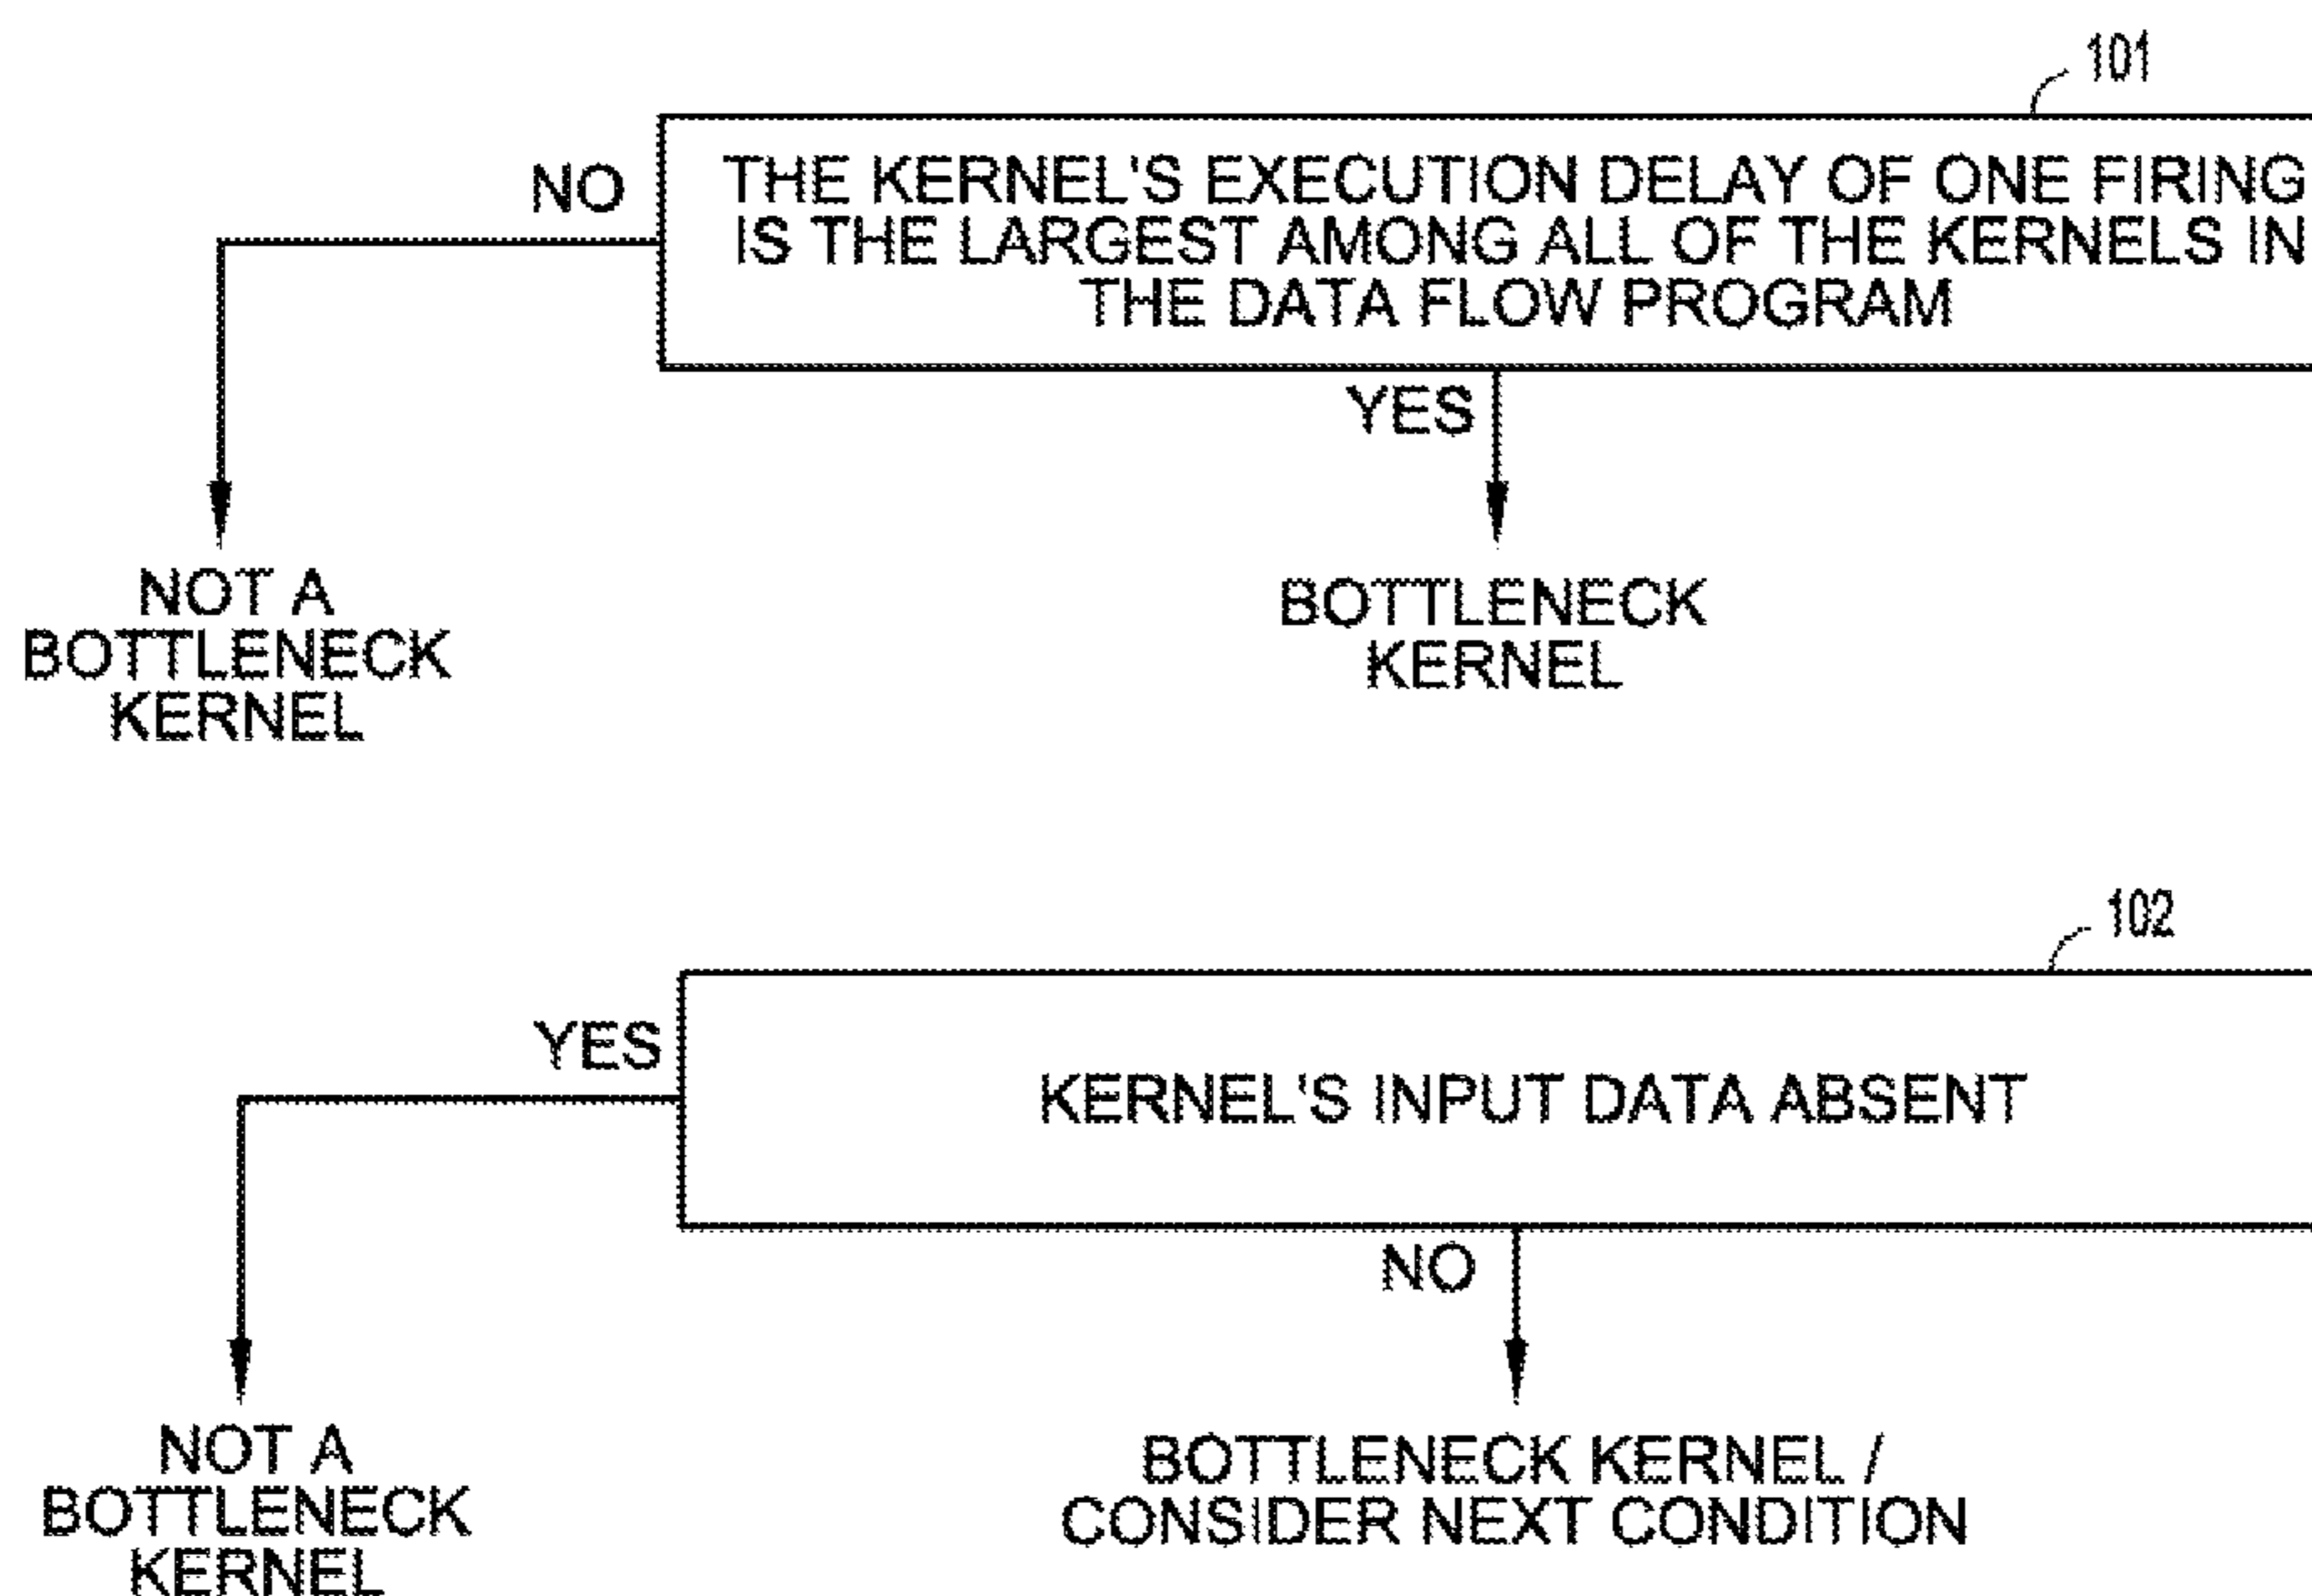 101
NO
THE KERNEL'S EXECUTION DELAY OF ONE FIRING
IS THE LARGEST AMONG ALL OF THE KERNELS IN
THE DATA FLOW PROGRAM
YES
NOT A
BOTTLENECK
KERNEL
BOTTLENECK
KERNEL
102
YES
KERNEL'S INPUT DATA ABSENT
NO
NOT A
BOTTLENECK
KERNEL
BOTTLENECK KERNEL /
CONSIDER NEXT CONDITION